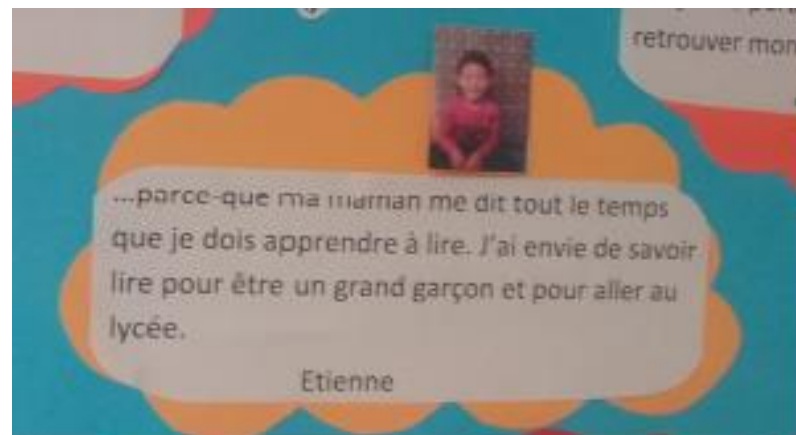 retrouver mon
...parce-que ma maman me dit tout le temps
que je dois apprendre à lire. J'ai envie de savoir
lire pour être un grand garçon et pour aller au
lycée.
Etienne